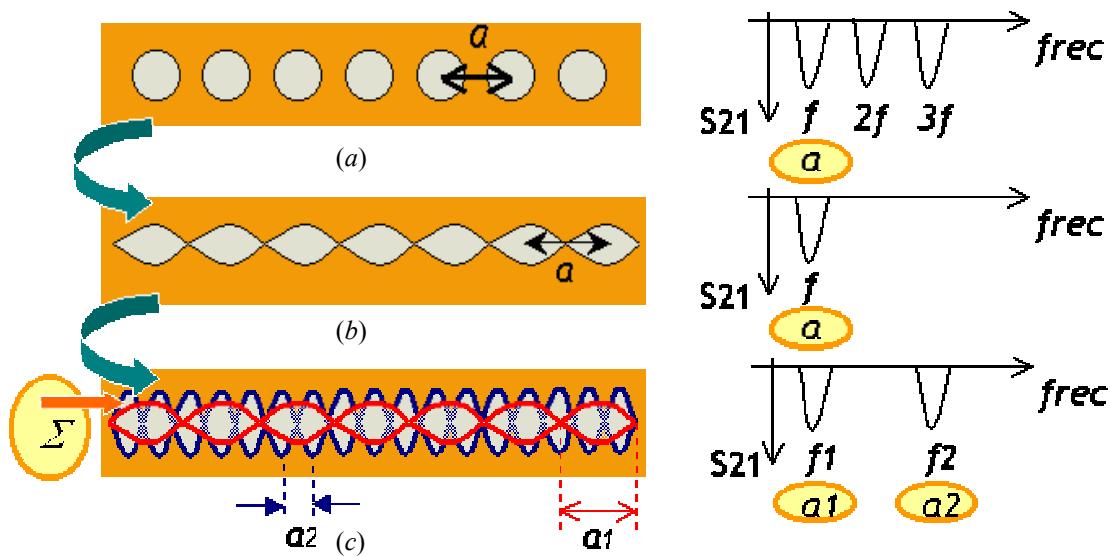 a
frec
S21 f 2f 3f
a
(a)
a
frec
S21 f
a
(b)
Σ
frec
S21 f1 f2
a1 a2
a2 (c) a1